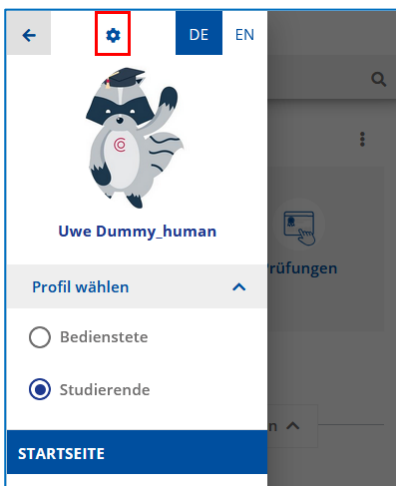 DE EN
Uwe Dummy_human
Profil wählen
rüfungen
Bedienstete
Studierende
n
STARTSEITE